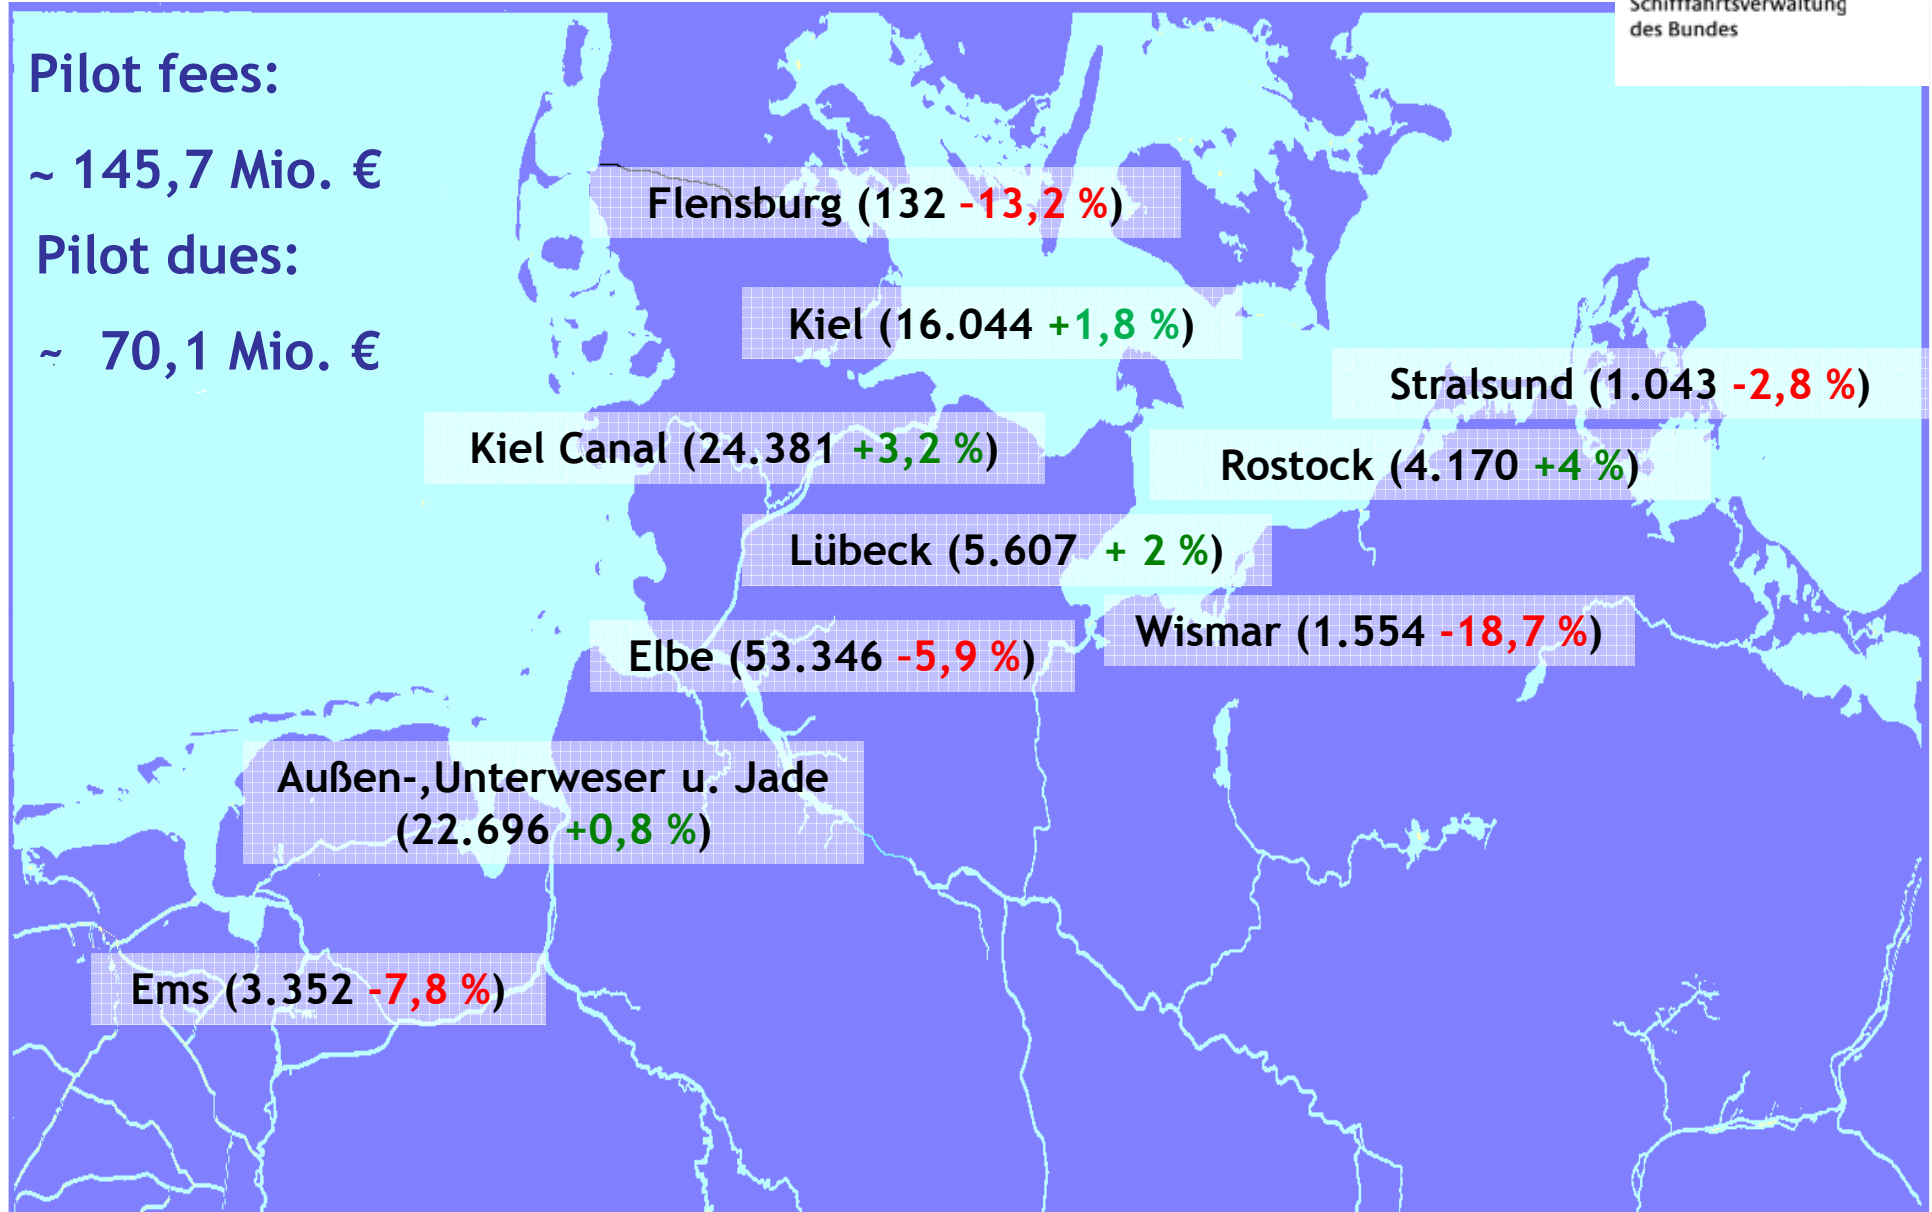 Schifffahrtsverwaltung
des Bundes
Pilot fees:
~ 145,7 Mio. €
Pilot dues:
~ 70,1 Mio. €
Flensburg (132 –13,2 %)
Kiel (16.044 +1,8 %)
Stralsund (1.043 -2,8 %)
Kiel Canal (24.381 +3,2 %)
Rostock (4.170 +4 %)
Lübeck (5.607 + 2 %)
Wismar (1.554 -18,7 %)
Elbe (53.346 –5,9 %)
Außen-,Unterweser u. Jade
(22.696 +0,8 %)
Ems (3.352 –7,8 %)